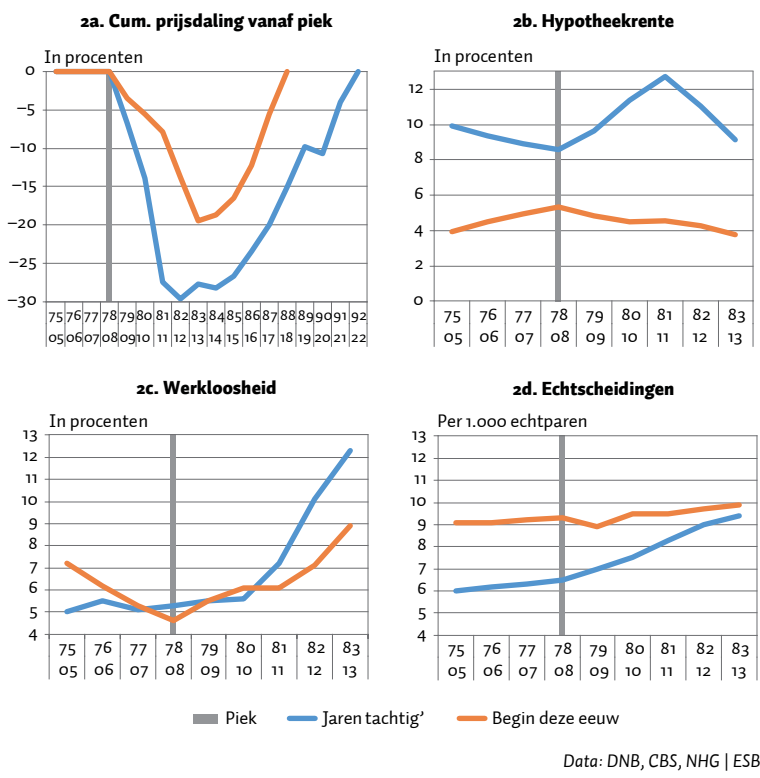 2a. Cum. prijsdaling vanaf piek
In procenten
0
–5
–10
–15
–20
–25
–30
75 76 77 78 79 80 81 82 83 84 85 86 87 88 89 90 91 92
05 06 07 08 09 10 11 12 13 14 15 16 17 18 19 20 21 22
2b. Hypotheekrente
In procenten
12
10
8
6
4
2
0
75 76 77 78 79 80 81 82 83
05 06 07 08 09 10 11 12 13
2c. Werkloosheid
In procenten
13
12
11
10
9
8
7
6
5
4
75 76 77 78 79 80 81 82 83
05 06 07 08 09 10 11 12 13
2d. Echtscheidingen
Per 1.000 echtparen
13
12
11
10
9
8
7
6
5
4
75 76 77 78 79 80 81 82 83
05 06 07 08 09 10 11 12 13
Piek Jaren tachtig’ Begin deze eeuw
Data: DNB, CBS, NHG | ESB